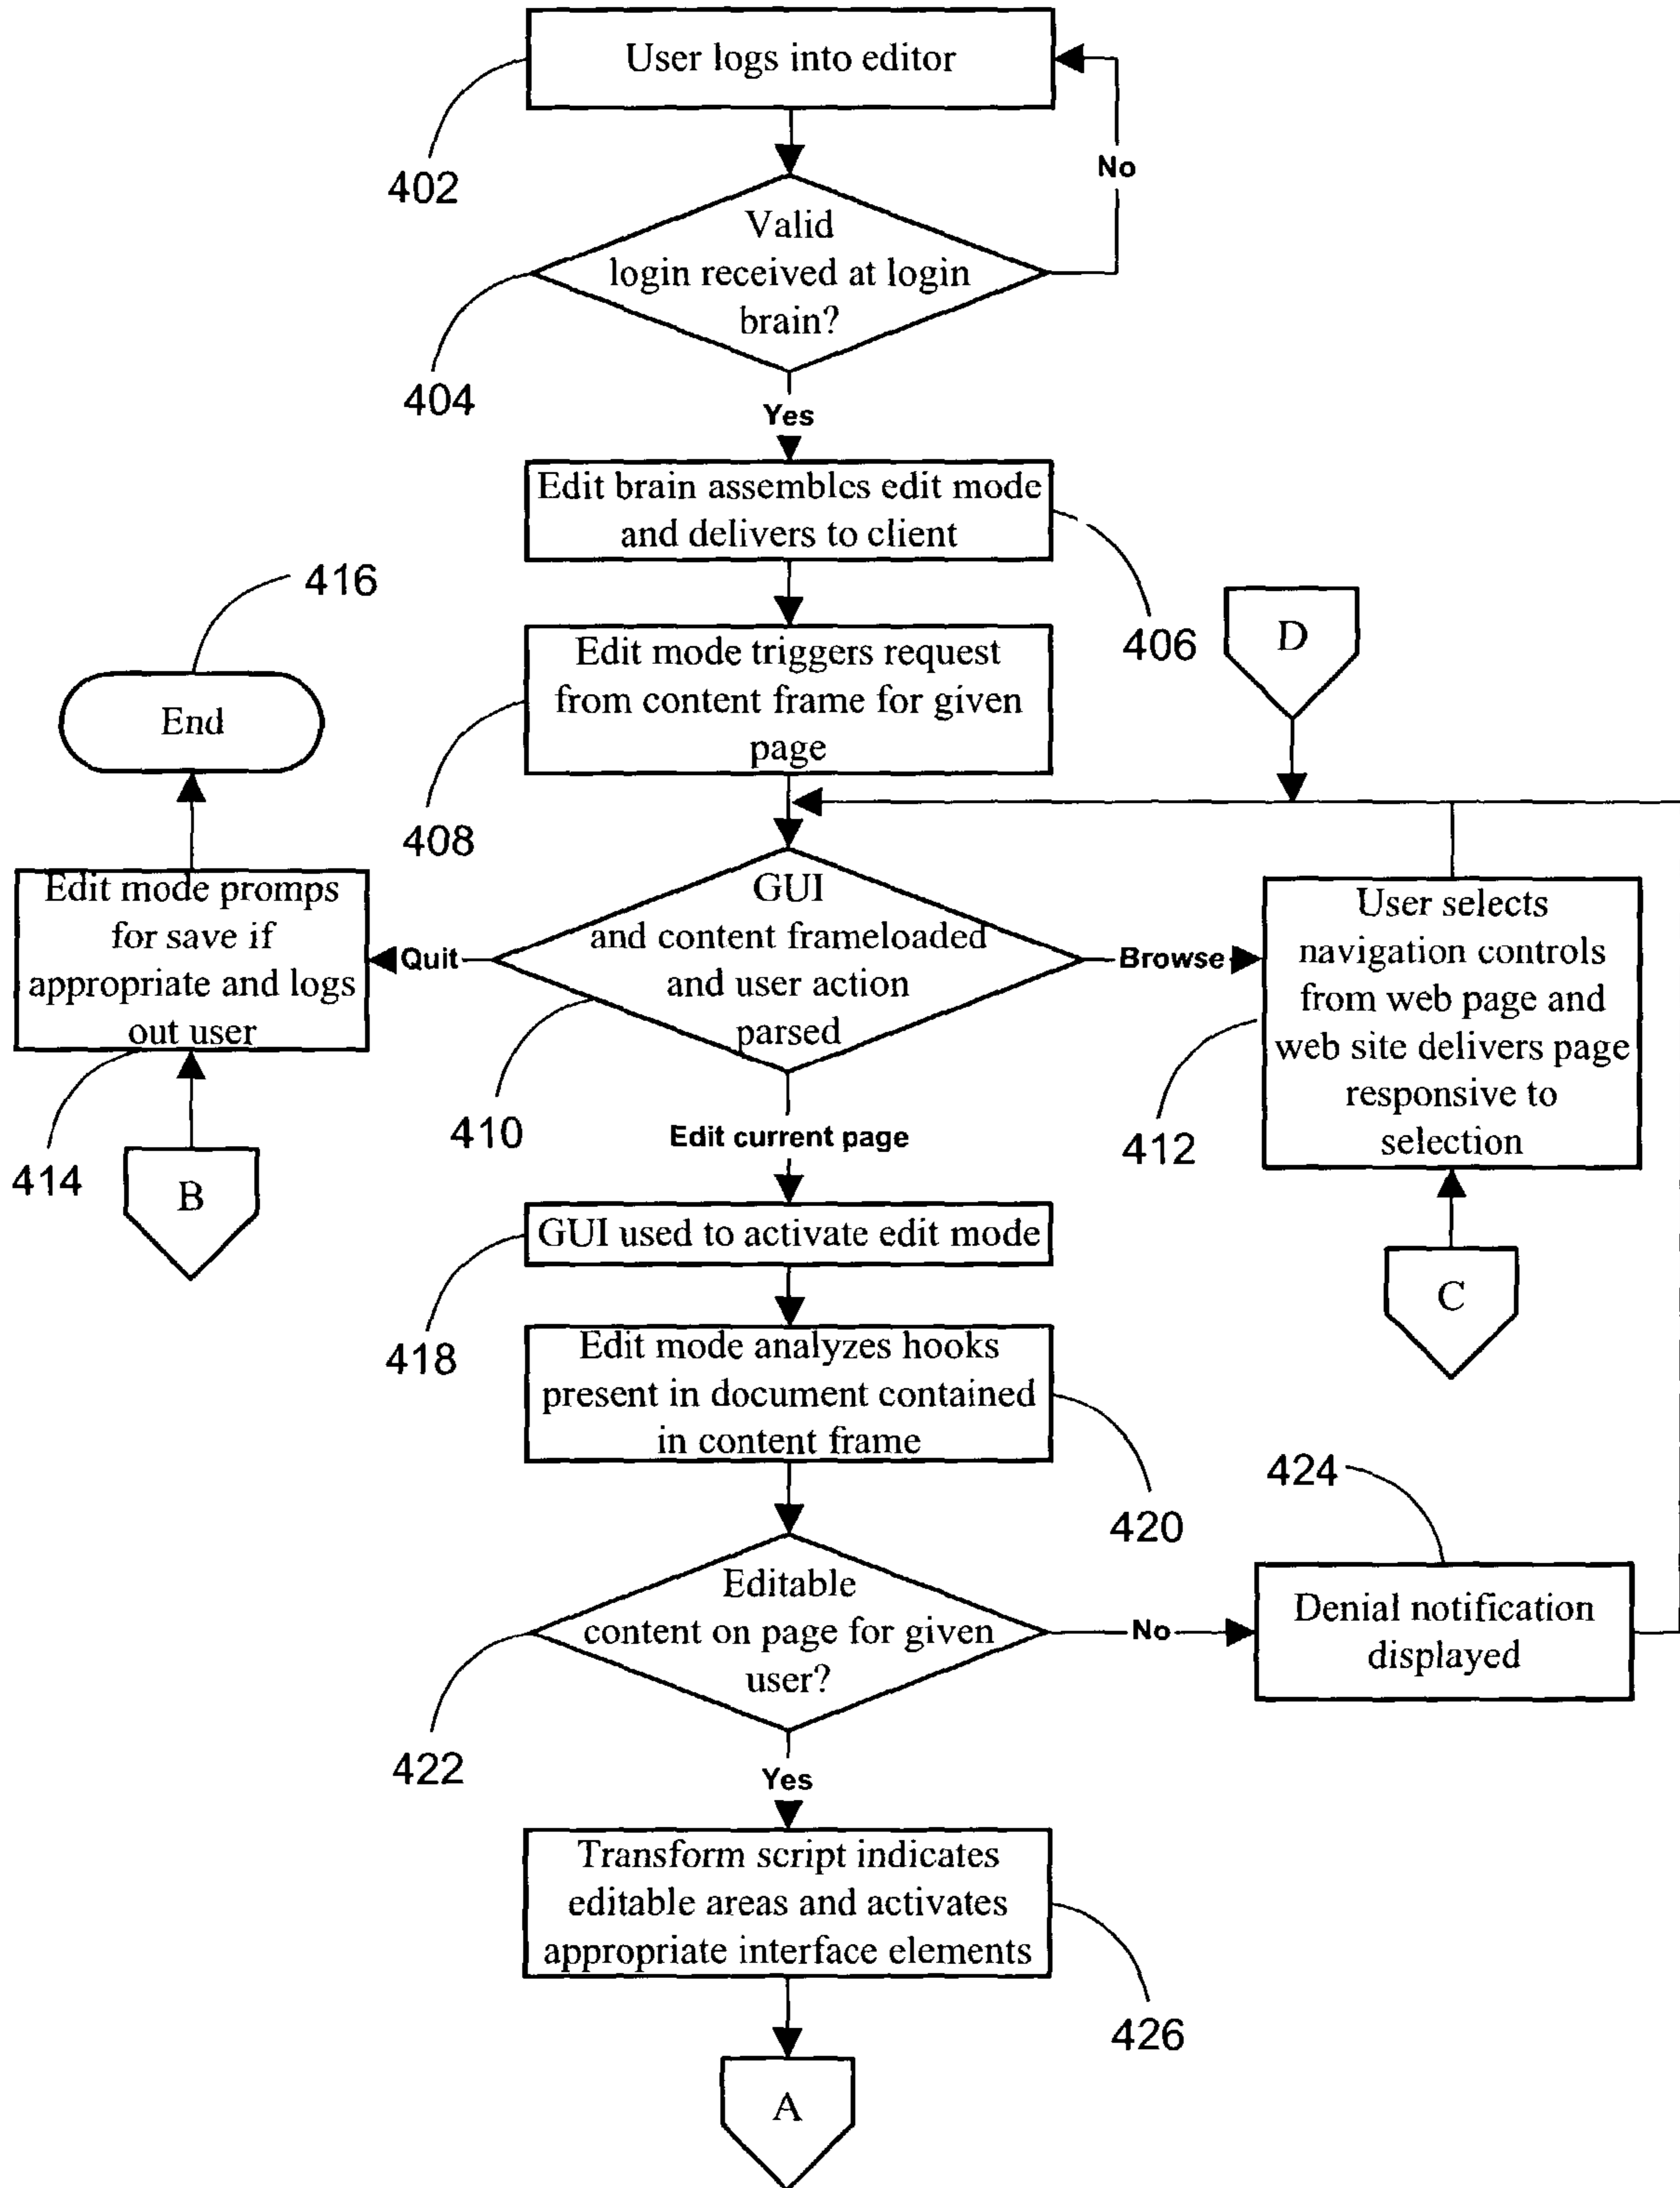 User logs into editor
402
No
Valid
login received at login
brain?
404
Yes
Edit brain assembles edit mode
and delivers to client
406
416
End
Edit mode triggers request
from content frame for given
page
408
D
Edit mode promps
for save if
appropriate and logs
out user
414
B
Quit
GUI
and content frameloaded
and user action
parsed
410
Browse
User selects
navigation controls
from web page and
web site delivers page
responsive to
selection
412
C
Edit current page
GUI used to activate edit mode
418
Edit mode analyzes hooks
present in document contained
in content frame
420
Editable
content on page for given
user?
422
No
424
Denial notification
displayed
Yes
Transform script indicates
editable areas and activates
appropriate interface elements
426
A